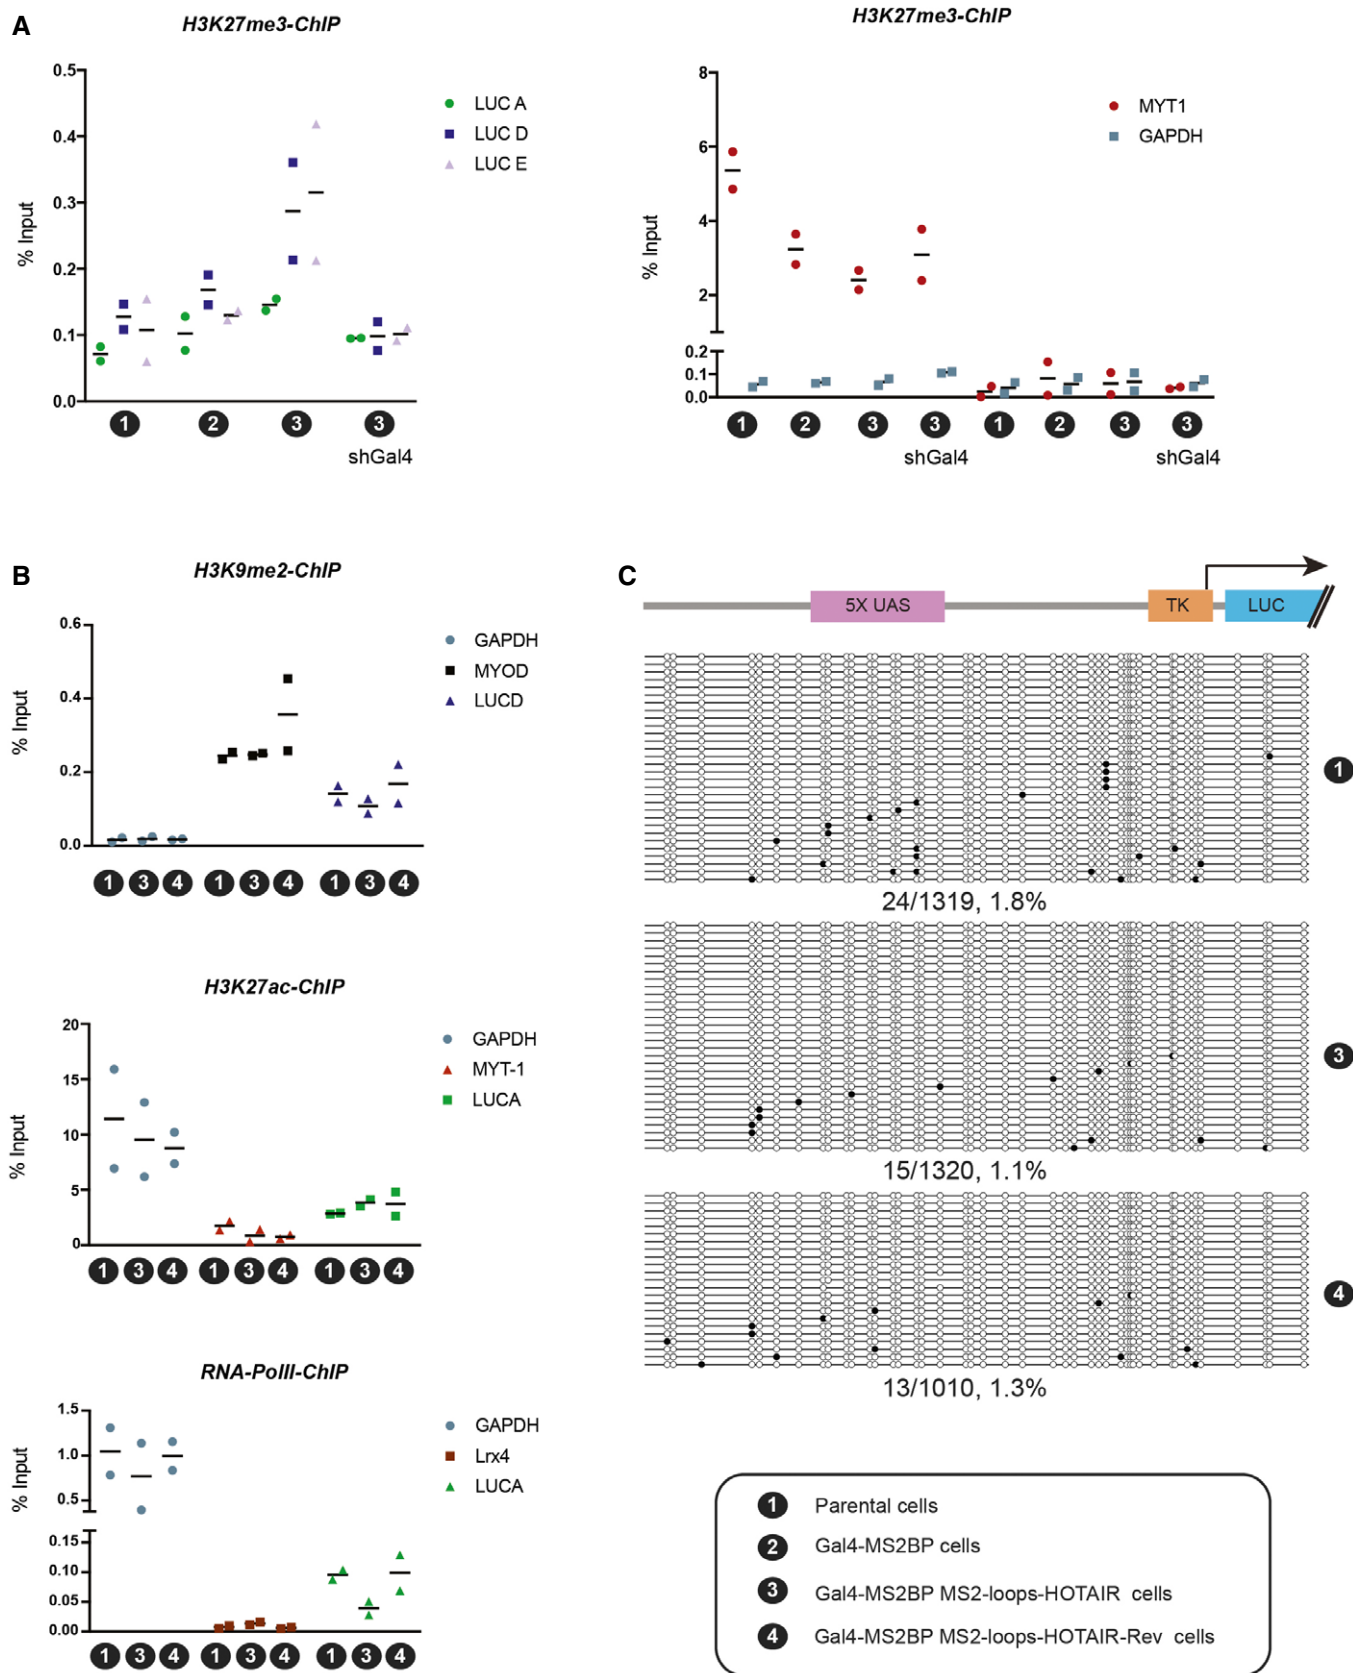 A
H3K27me3-ChIP
0.5
0.4
0.3
0.2
0.1
0.0
% Input
LUC A
LUC D
LUC E
1 2 3 3
shGal4
H3K27me3-ChIP
8
6
4
2
0.2
0.1
0.0
% Input
MYT1
GAPDH
1 2 3 3 1 2 3 3
shGal4 shGal4
B
H3K9me2-ChIP
0.6
0.4
0.2
0.0
% Input
GAPDH
MYOD
LUCD
1 3 4 1 3 4 1 3 4
H3K27ac-ChIP
20
15
10
5
0
% Input
GAPDH
MYT-1
LUCA
1 3 4 1 3 4 1 3 4
RNA-PolII-ChIP
1.5
1.0
0.5
0.15
0.10
0.05
0.00
% Input
GAPDH
Lrx4
LUCA
1 3 4 1 3 4 1 3 4
C
5X UAS TK LUC
1
24/1319, 1.8%
3
15/1320, 1.1%
4
13/1010, 1.3%
1 Parental cells
2 Gal4-MS2BP cells
3 Gal4-MS2BP MS2-loops-HOTAIR cells
4 Gal4-MS2BP MS2-loops-HOTAIR-Rev cells